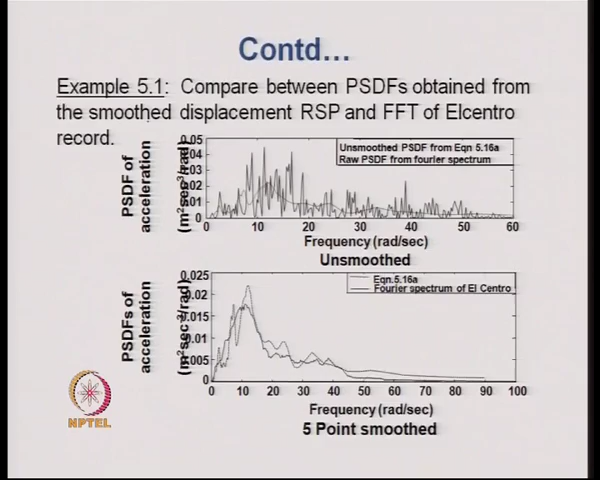 Contd...
Example 5.1: Compare between PSDFs obtained from
the smoothed displacement RSP and FFT of Elcentro
record.
PSDF of
acceleration
(m²sec³/rad)
0.05
0.04
0.03
0.02
0.01
0
Unsmoothed PSDF from Eqn 5.16a
Raw PSDF from fourier spectrum
0 10 20 30 40 50 60
Frequency (rad/sec)
Unsmoothed
PSDFs of
acceleration
(m²sec³/rad)
0.025
0.02
0.015
0.01
0.005
0
Eqn.5.16a
Fourier spectrum of El Centro
0 10 20 30 40 50 60 70 80 90 100
Frequency (rad/sec)
5 Point smoothed
NPTEL